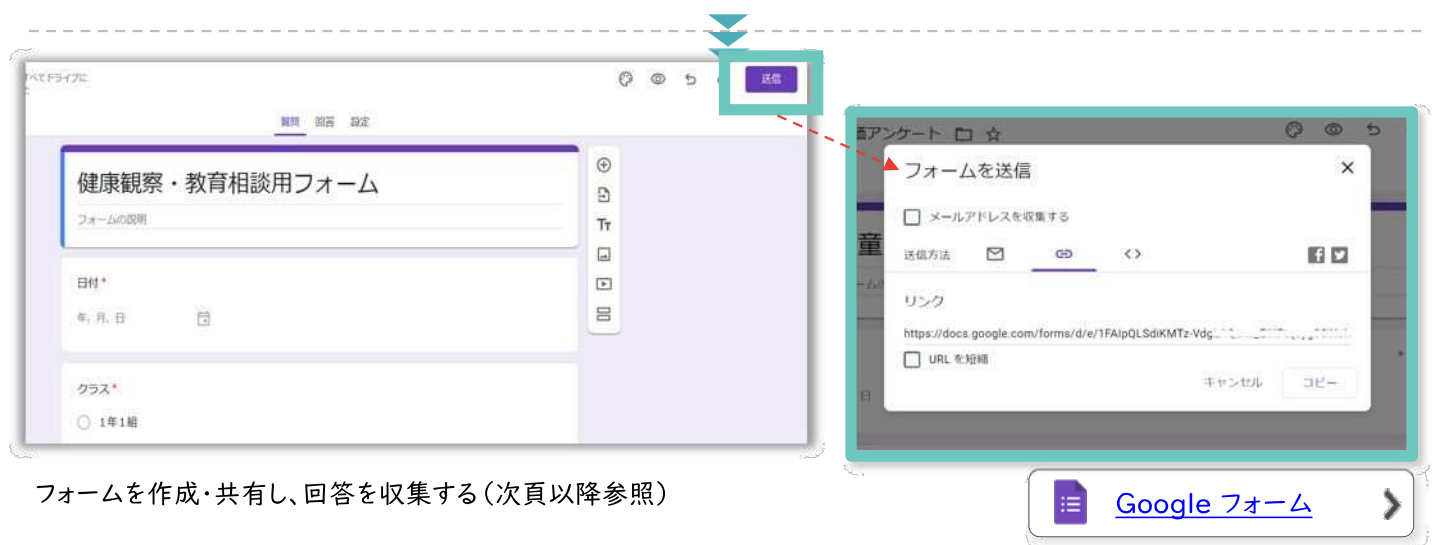 すべてドライブに
送信
質問 回答 設定
健康観察・教育相談用フォーム
フォームの説明
日付*
年, 月, 日
クラス*
1年1組
Tт
価アンケート
童
フォームを送信
メールアドレスを収集する
送信方法
リンク
https://docs.google.com/forms/d/e/1FAIpQLSdiKMTz-Vdg
URL を短縮
キャンセル コピー
日
フォームを作成・共有し、回答を収集する（次頁以降参照）
Google フォーム